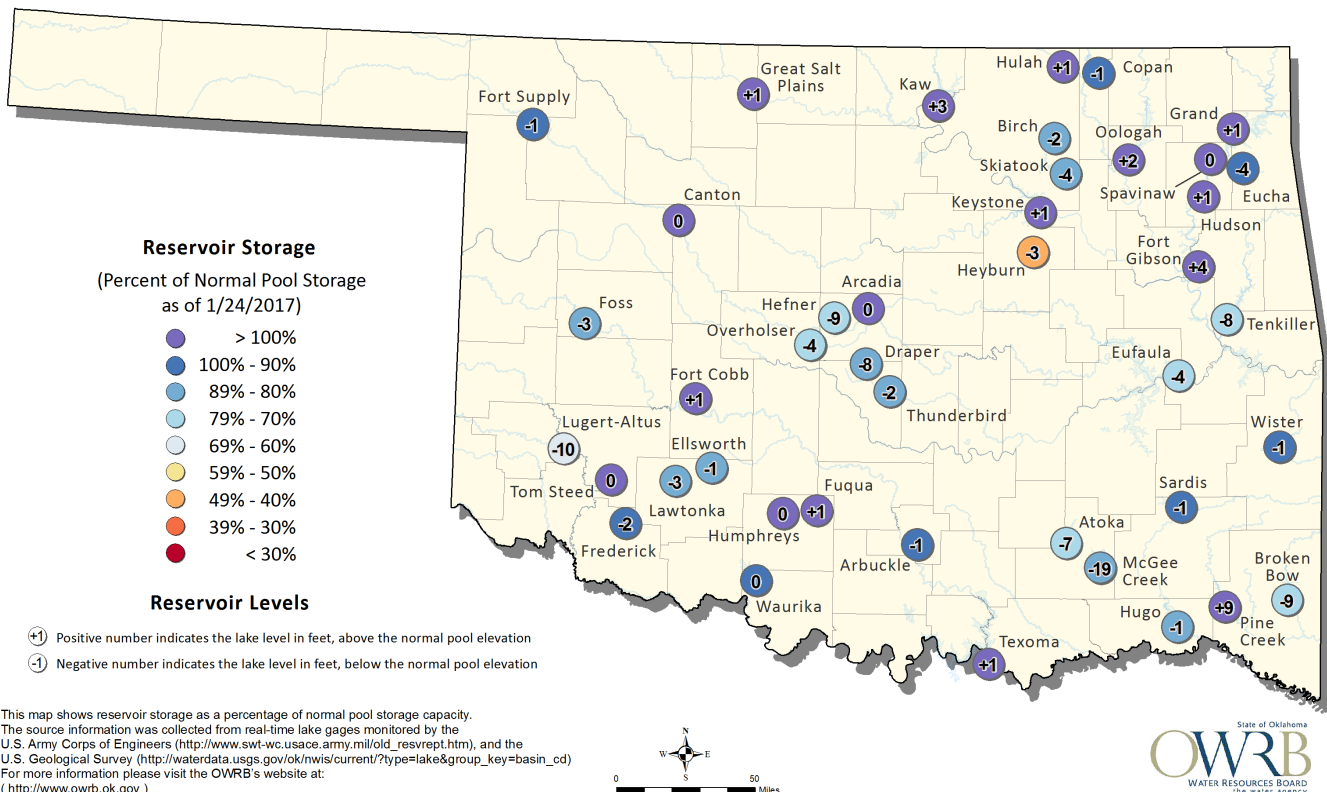 Hulah
+1
-1
Copan
Great Salt
Plains
+1
Kaw
+3
Fort Supply
-1
Grand
+1
Birch
-2
Oologah
+2
0
-4
Skiatook
-4
Spavinaw
Eucha
Canton
0
Keystone
+1
+1
Hudson
Reservoir Storage
(Percent of Normal Pool Storage
as of 1/24/2017)
> 100%
100% - 90%
89% - 80%
79% - 70%
69% - 60%
59% - 50%
49% - 40%
39% - 30%
< 30%
-3
Heyburn
Fort
Gibson
+4
Arcadia
0
Hefner
-9
Foss
-3
Overholser
-4
-8
Tenkiller
Draper
-8
Eufaula
-4
Fort Cobb
+1
-2
Thunderbird
Lugert-Altus
-10
Ellsworth
-1
Wister
-1
Tom Steed
0
-3
Lawtonka
Fuqua
0
+1
Humphreys
Sardis
-1
-2
Frederick
Arbuckle
-1
Atoka
-7
-19
McGee
Creek
Broken
Bow
-9
0
Waurika
Hugo
-1
+9
Pine
Creek
Texoma
+1
Reservoir Levels
+1 Positive number indicates the lake level in feet, above the normal pool elevation
-1 Negative number indicates the lake level in feet, below the normal pool elevation
This map shows reservoir storage as a percentage of normal pool storage capacity.
The source information was collected from real-time lake gages monitored by the
U.S. Army Corps of Engineers (http://www.swt-wc.usace.army.mil/old_resvrept.htm), and the
U.S. Geological Survey (http://waterdata.usgs.gov/ok/nwis/current/?type=lake&group_key=basin_cd)
For more information please visit the OWRB's website at:
( http://www.owrb.ok.gov )
N
W E
S
0 50
Miles
State of Oklahoma
OWRB
WATER RESOURCES BOARD
the water agency